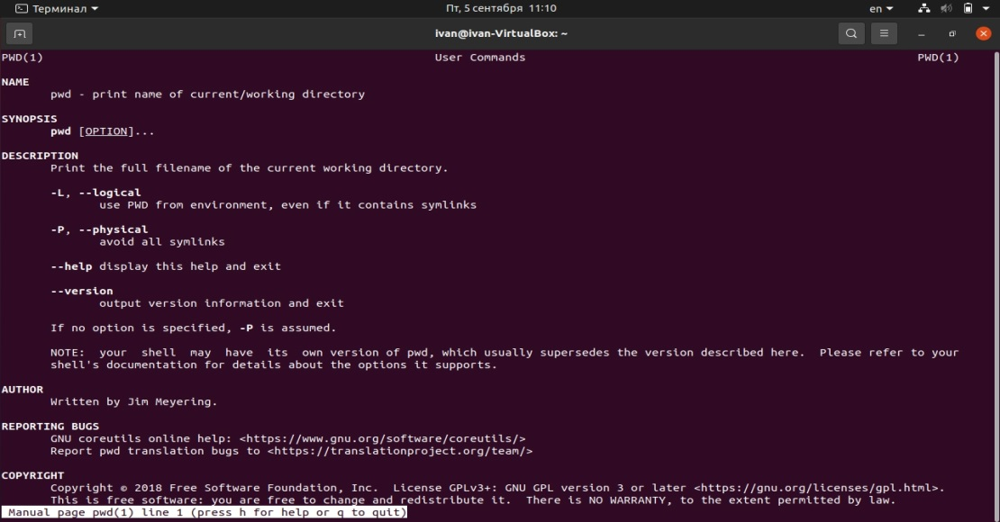 Терминал
Пт, 5 сентября 11:10
en
ivan@ivan-VirtualBox: ~
PWD(1) User Commands PWD(1)
NAME
pwd - print name of current/working directory
SYNOPSIS
pwd [OPTION]...
DESCRIPTION
Print the full filename of the current working directory.
-L, --logical
use PWD from environment, even if it contains symlinks
-P, --physical
avoid all symlinks
--help display this help and exit
--version
output version information and exit
If no option is specified, -P is assumed.
NOTE: your shell may have its own version of pwd, which usually supersedes the version described here. Please refer to your
shell's documentation for details about the options it supports.
AUTHOR
Written by Jim Meyering.
REPORTING BUGS
GNU coreutils online help: <https://www.gnu.org/software/coreutils/>
Report pwd translation bugs to <https://translationproject.org/team/>
COPYRIGHT
Copyright © 2018 Free Software Foundation, Inc. License GPLv3+: GNU GPL version 3 or later <https://gnu.org/licenses/gpl.html>.
This is free software: you are free to change and redistribute it. There is NO WARRANTY, to the extent permitted by law.
Manual page pwd(1) line 1 (press h for help or q to quit)